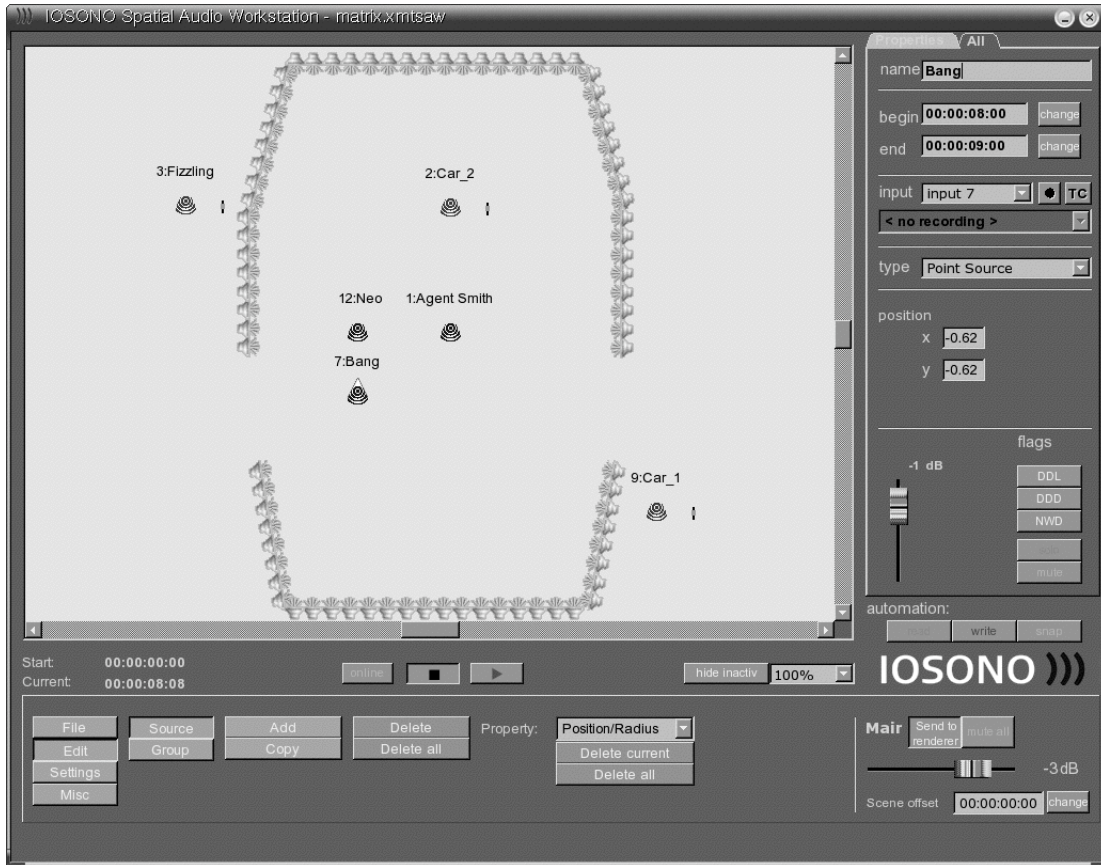 IOSONO Spatial Audio Workstation - matrix.xmtsaw
Properties
All
name
Bang
begin
00:00:08:00
change
end
00:00:09:00
change
input
input 7
TC
< no recording >
type
Point Source
position
x
-0.62
y
-0.62
flags
-1 dB
DDL
DDD
NWD
solo
mute
3:Fizzling
2:Car_2
12:Neo
1:Agent Smith
7:Bang
9:Car_1
automation:
write
snap
Start:
00:00:00:00
Current:
00:00:08:08
online
hide inactiv
100%
IOSONO
File
Source
Add
Delete
Property:
Position/Radius
Edit
Group
Copy
Delete all
Delete current
Settings
Delete all
Misc
Mair
Send to
renderer
mute all
-3dB
Scene offset
00:00:00:00
change